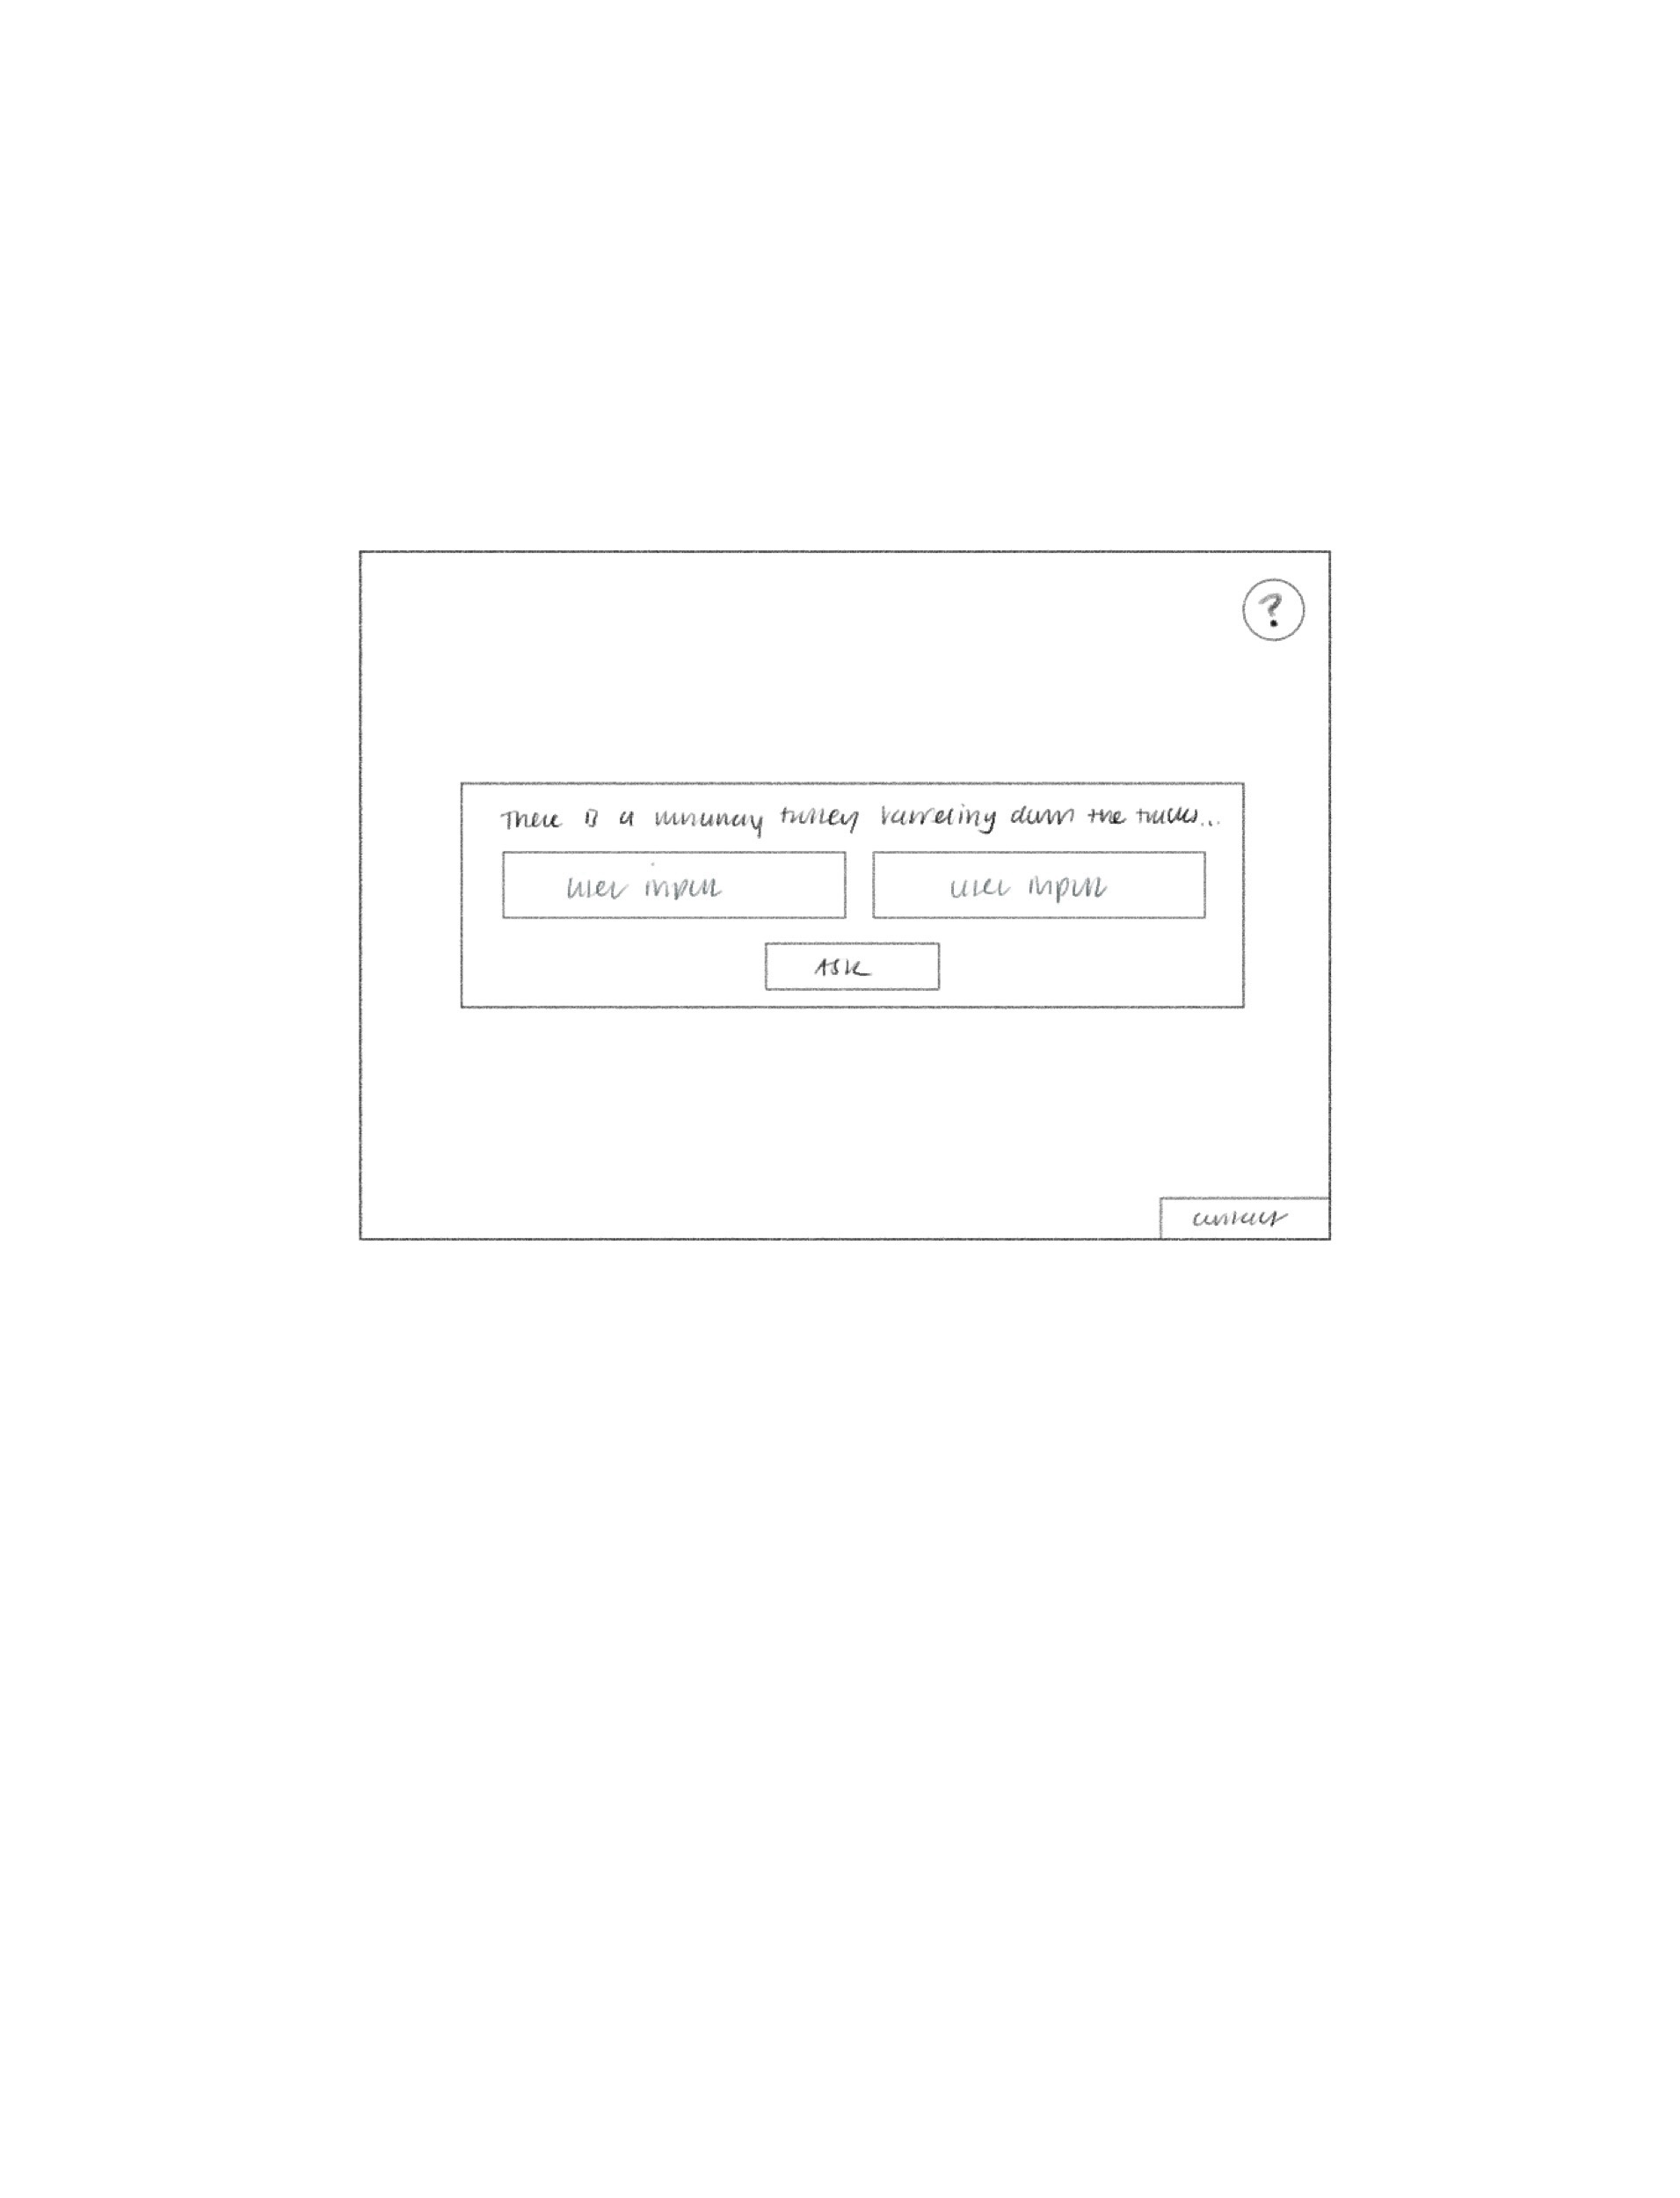 ?
There is a runaway trolley barreling down the tracks...
user input
user input
ASK
contact